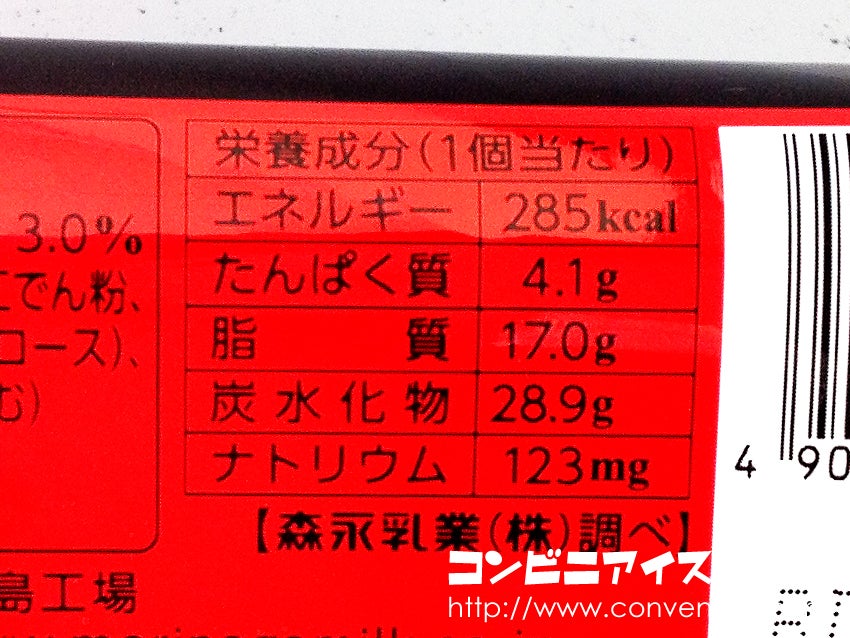 栄養成分(1個当たり)
エネルギー 285kcal
たんぱく質 4.1g
脂質 17.0g
炭水化物 28.9g
ナトリウム 123mg
【森永乳業(株)調べ】
3.0%
でん粉、
ロース)、
む)
島工場
4 90
コンビニアイス
http://www.conven